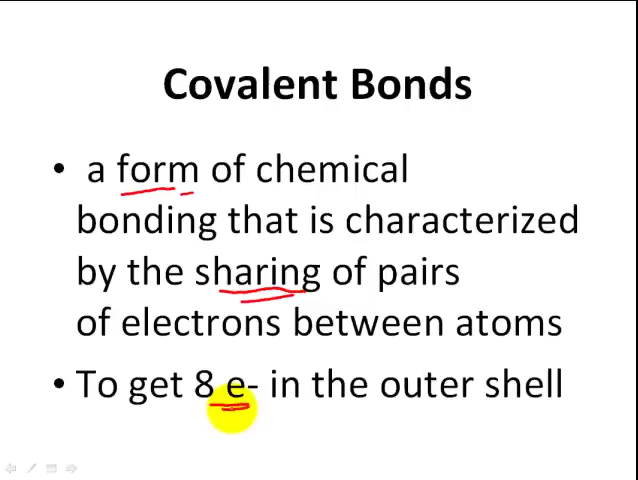 Covalent Bonds
• a form of chemical
bonding that is characterized
by the sharing of pairs
of electrons between atoms
• To get 8 e- in the outer shell